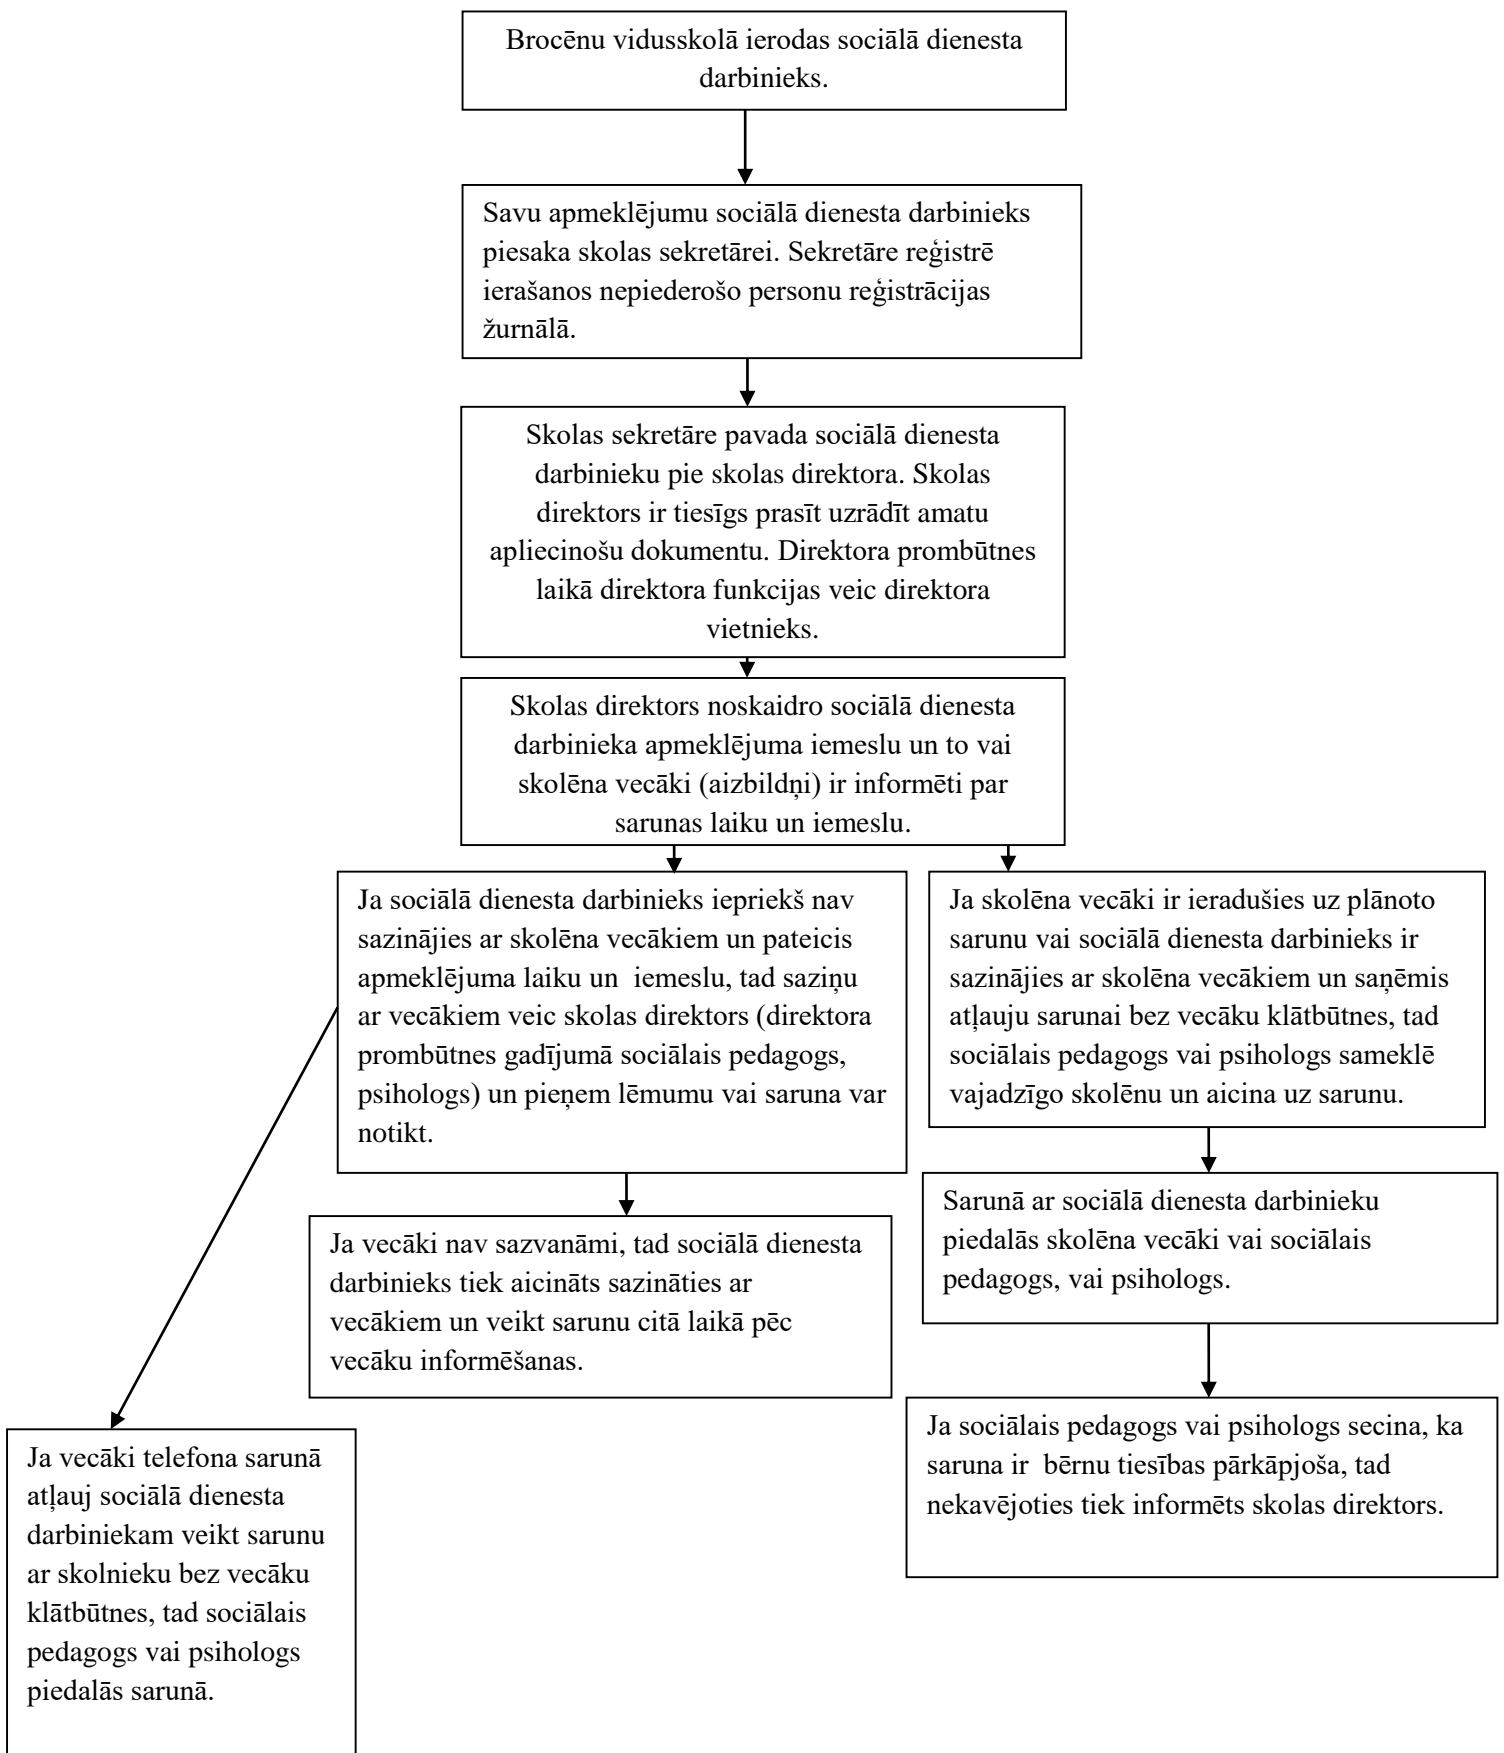 Brocēnu vidusskolā ierodas sociālā dienesta
darbinieks.
Savu apmeklējumu sociālā dienesta darbinieks
piesaka skolas sekretārei. Sekretāre reģistrē
ierašanos nepiederošo personu reģistrācijas
žurnālā.
Skolas sekretāre pavada sociālā dienesta
darbinieku pie skolas direktora. Skolas
direktors ir tiesīgs prasīt uzrādīt amatu
apliecinošu dokumentu. Direktora prombūtnes
laikā direktora funkcijas veic direktora
vietnieks.
Skolas direktors noskaidro sociālā dienesta
darbinieka apmeklējuma iemeslu un to vai
skolēna vecāki (aizbildņi) ir informēti par
sarunas laiku un iemeslu.
Ja sociālā dienesta darbinieks iepriekš nav
sazinājies ar skolēna vecākiem un pateicis
apmeklējuma laiku un  iemeslu, tad saziņu
ar vecākiem veic skolas direktors (direktora
prombūtnes gadījumā sociālais pedagogs,
psihologs) un pieņem lēmumu vai saruna var
notikt.
Ja skolēna vecāki ir ieradušies uz plānoto
sarunu vai sociālā dienesta darbinieks ir
sazinājies ar skolēna vecākiem un saņēmis
atļauju sarunai bez vecāku klātbūtnes, tad
sociālais pedagogs vai psihologs sameklē
vajadzīgo skolēnu un aicina uz sarunu.
Ja vecāki nav sazvanāmi, tad sociālā dienesta
darbinieks tiek aicināts sazināties ar
vecākiem un veikt sarunu citā laikā pēc
vecāku informēšanas.
Sarunā ar sociālā dienesta darbinieku
piedalās skolēna vecāki vai sociālais
pedagogs, vai psihologs.
Ja sociālais pedagogs vai psihologs secina, ka
saruna ir  bērnu tiesības pārkāpjoša, tad
nekavējoties tiek informēts skolas direktors.
Ja vecāki telefona sarunā
atļauj sociālā dienesta
darbiniekam veikt sarunu
ar skolnieku bez vecāku
klātbūtnes, tad sociālais
pedagogs vai psihologs
piedalās sarunā.